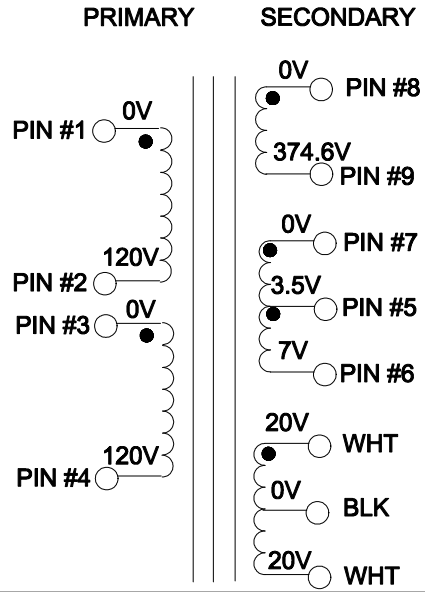 PRIMARY
SECONDARY
0V
PIN #1
120V
PIN #2
0V
PIN #3
120V
PIN #4
0V
PIN #8
374.6V
PIN #9
0V
PIN #7
3.5V
PIN #5
7V
PIN #6
20V
WHT
0V
BLK
20V
WHT